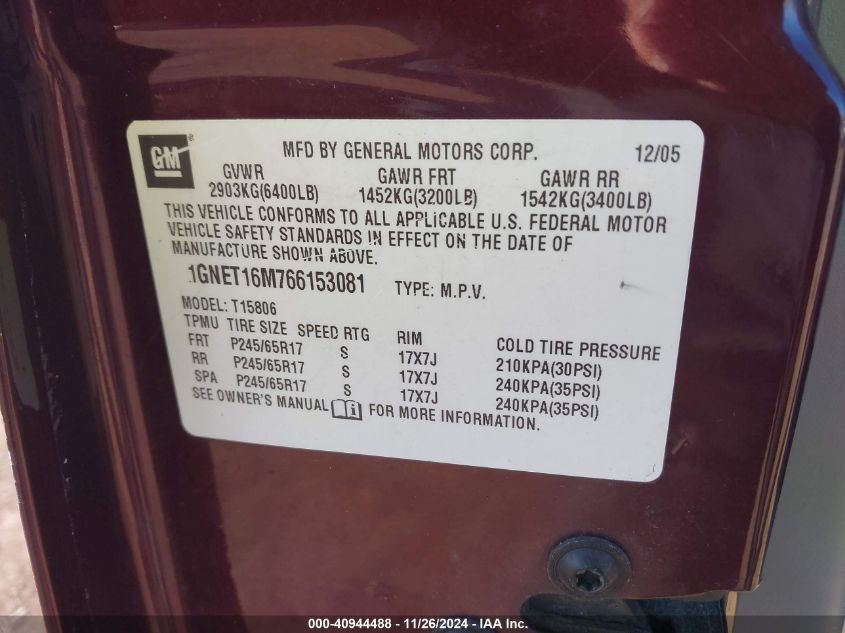 GM® MFD BY GENERAL MOTORS CORP. 12/05
GVWR GAWR FRT GAWR RR
2903KG(6400LB) 1452KG(3200LB) 1542KG(3400LB)
THIS VEHICLE CONFORMS TO ALL APPLICABLE U.S. FEDERAL MOTOR
VEHICLE SAFETY STANDARDS IN EFFECT ON THE DATE OF
MANUFACTURE SHOWN ABOVE.
1GNET16M766153081 TYPE: M.P.V.
MODEL: T15806
TPMU TIRE SIZE SPEED RTG RIM COLD TIRE PRESSURE
FRT P245/65R17 S 17X7J 210KPA(30PSI)
RR P245/65R17 S 17X7J 240KPA(35PSI)
SPA P245/65R17 S 17X7J 240KPA(35PSI)
SEE OWNER'S MANUAL FOR MORE INFORMATION.
000-40944488 - 11/26/2024 - IAA Inc.